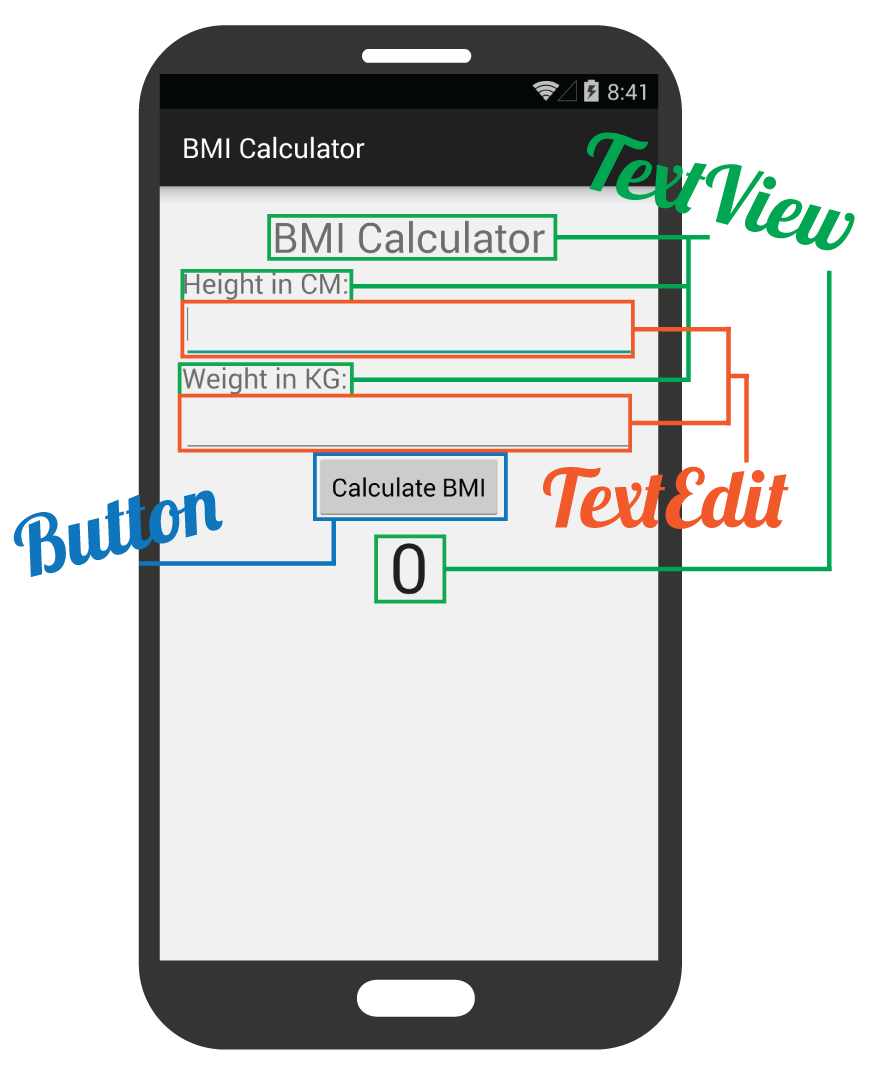 8:41
BMI Calculator
TextView
BMI Calculator
Height in CM:
Weight in KG:
Calculate BMI
TextEdit
Button
0